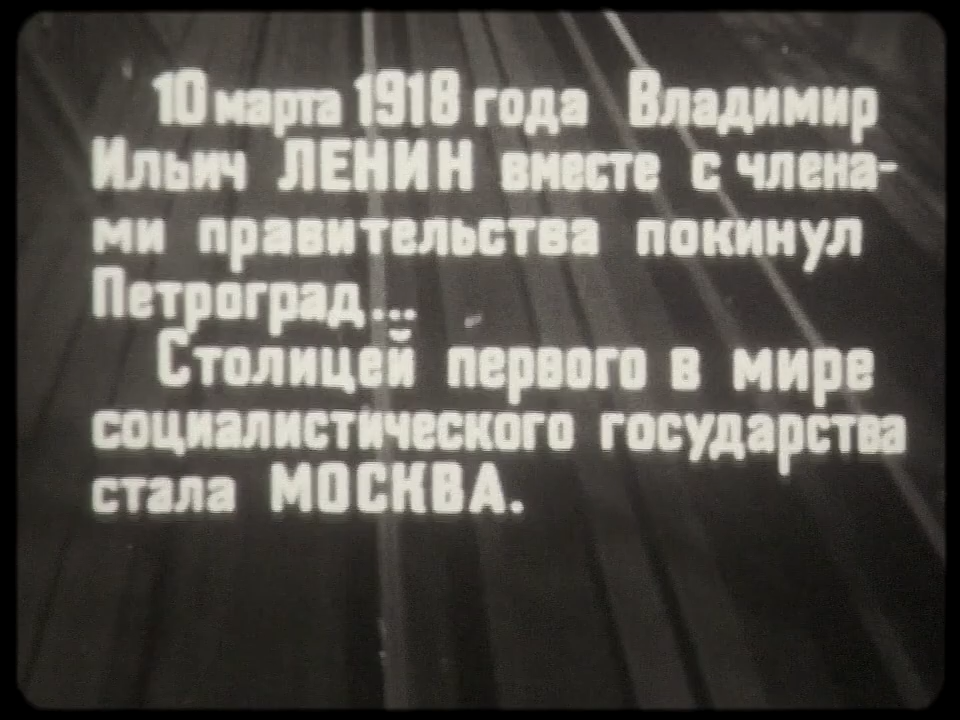 10 марта 1918 года Владимир
Ильич ЛЕНИН вместе с члена-
ми правительства покинул
Петроград...
Столицей первого в мире
социалистического государства
стала МОСКВА.